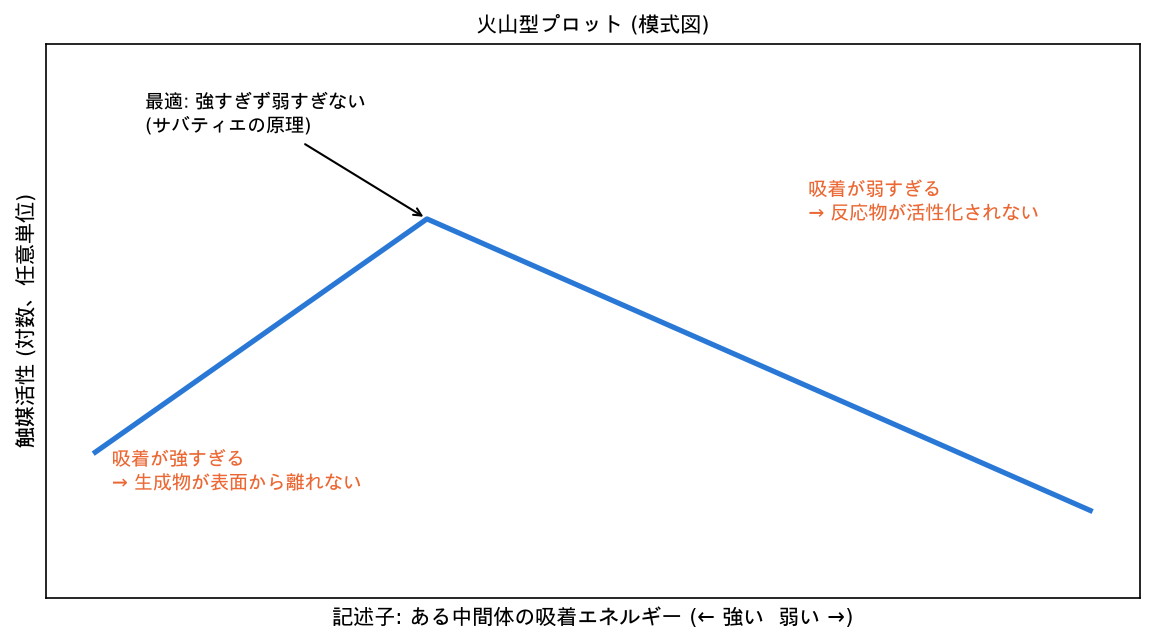 火山型プロット (模式図)
最適: 強すぎず弱すぎない
(サバティエの原理)
吸着が弱すぎる
→ 反応物が活性化されない
触媒活性 (対数、任意単位)
吸着が強すぎる
→ 生成物が表面から離れない
記述子: ある中間体の吸着エネルギー (← 強い  弱い →)